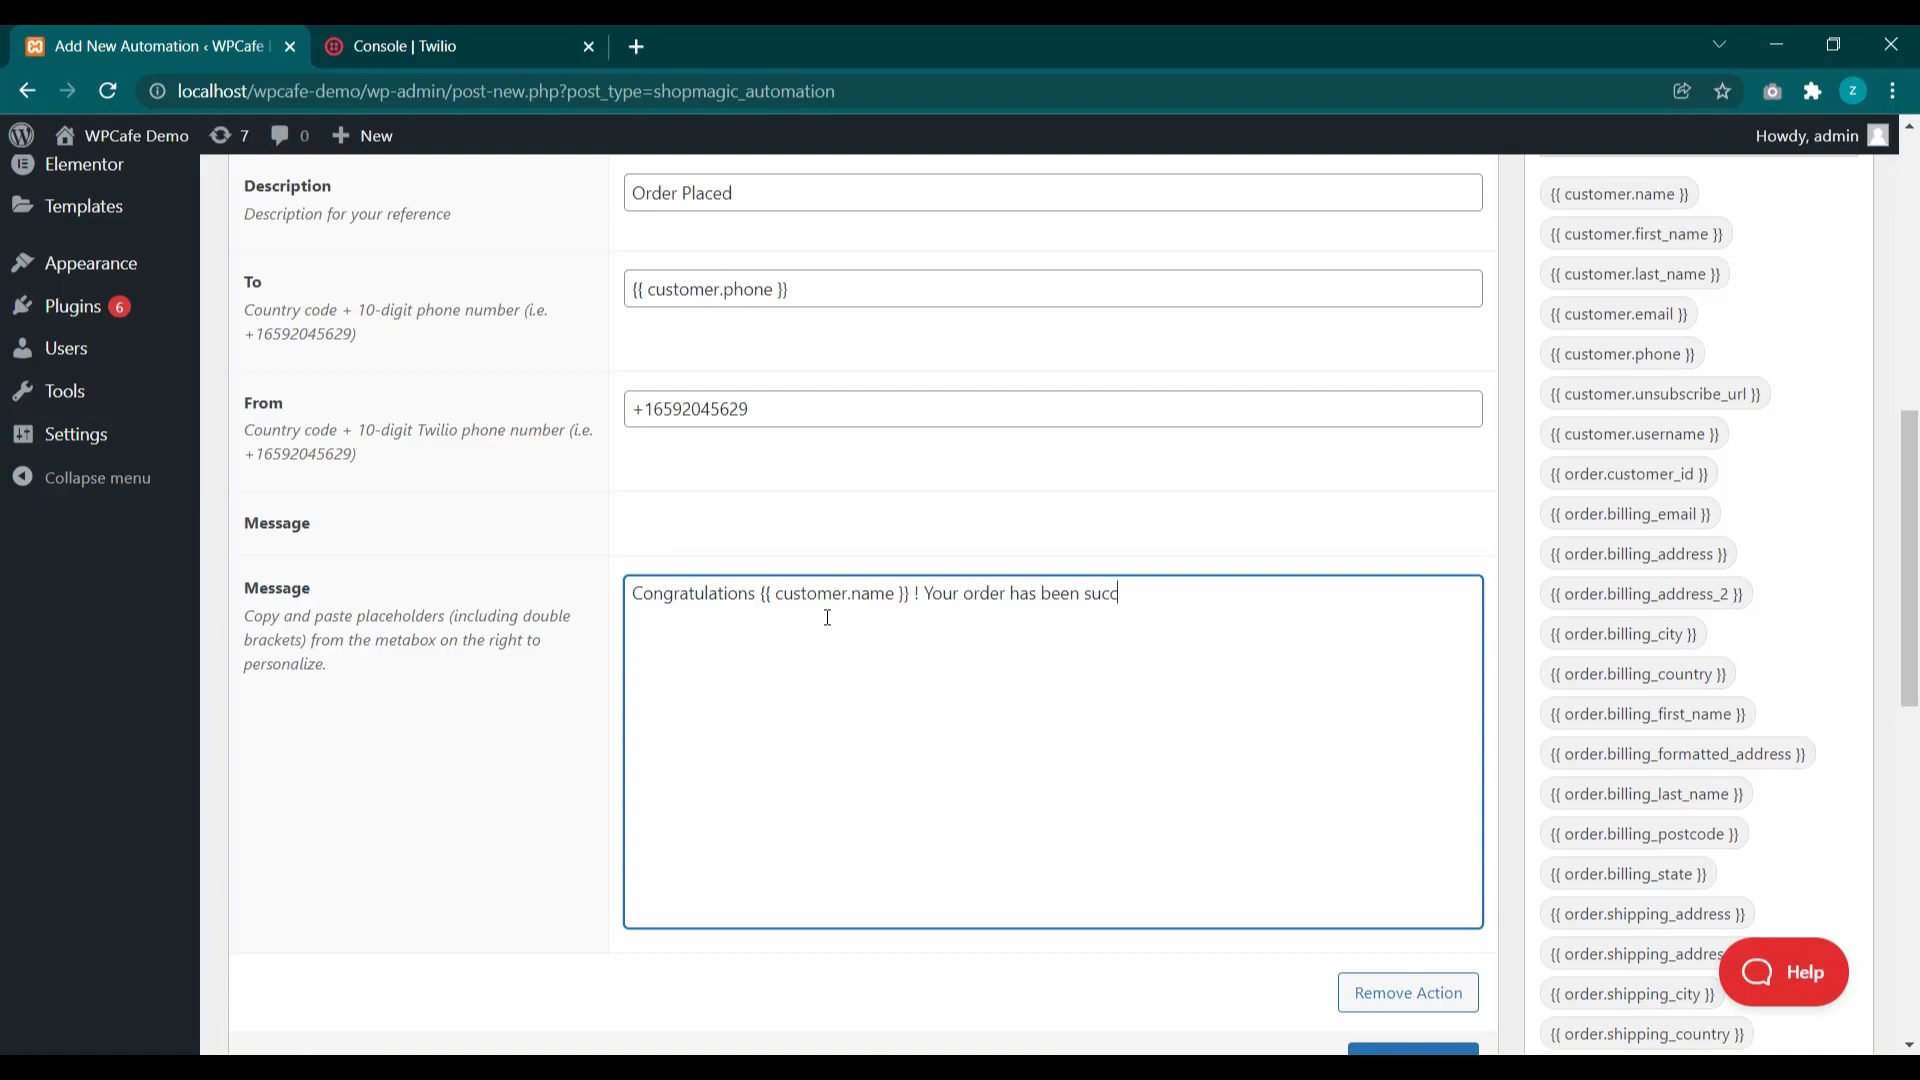 Add New Automation ‹ WPCafe
Console | Twilio
localhost/wpcafe-demo/wp-admin/post-new.php?post_type=shopmagic_automation
Z
WPCafe Demo
7
0
New
Howdy, admin
Elementor
Templates
Appearance
Plugins 6
Users
Tools
Settings
Collapse menu
Description
Description for your reference
Order Placed
To
Country code + 10-digit phone number (i.e.
+16592045629)
{{ customer.phone }}
From
Country code + 10-digit Twilio phone number (i.e.
+16592045629)
+16592045629
Message
Message
Copy and paste placeholders (including double
brackets) from the metabox on the right to
personalize.
Congratulations {{ customer.name }} ! Your order has been succ
Remove Action
{{ customer.name }}
{{ customer.first_name }}
{{ customer.last_name }}
{{ customer.email }}
{{ customer.phone }}
{{ customer.unsubscribe_url }}
{{ customer.username }}
{{ order.customer_id }}
{{ order.billing_email }}
{{ order.billing_address }}
{{ order.billing_address_2 }}
{{ order.billing_city }}
{{ order.billing_country }}
{{ order.billing_first_name }}
{{ order.billing_formatted_address }}
{{ order.billing_last_name }}
{{ order.billing_postcode }}
{{ order.billing_state }}
{{ order.shipping_address }}
{{ order.shipping_addres
{{ order.shipping_city }}
{{ order.shipping_country }}
Help